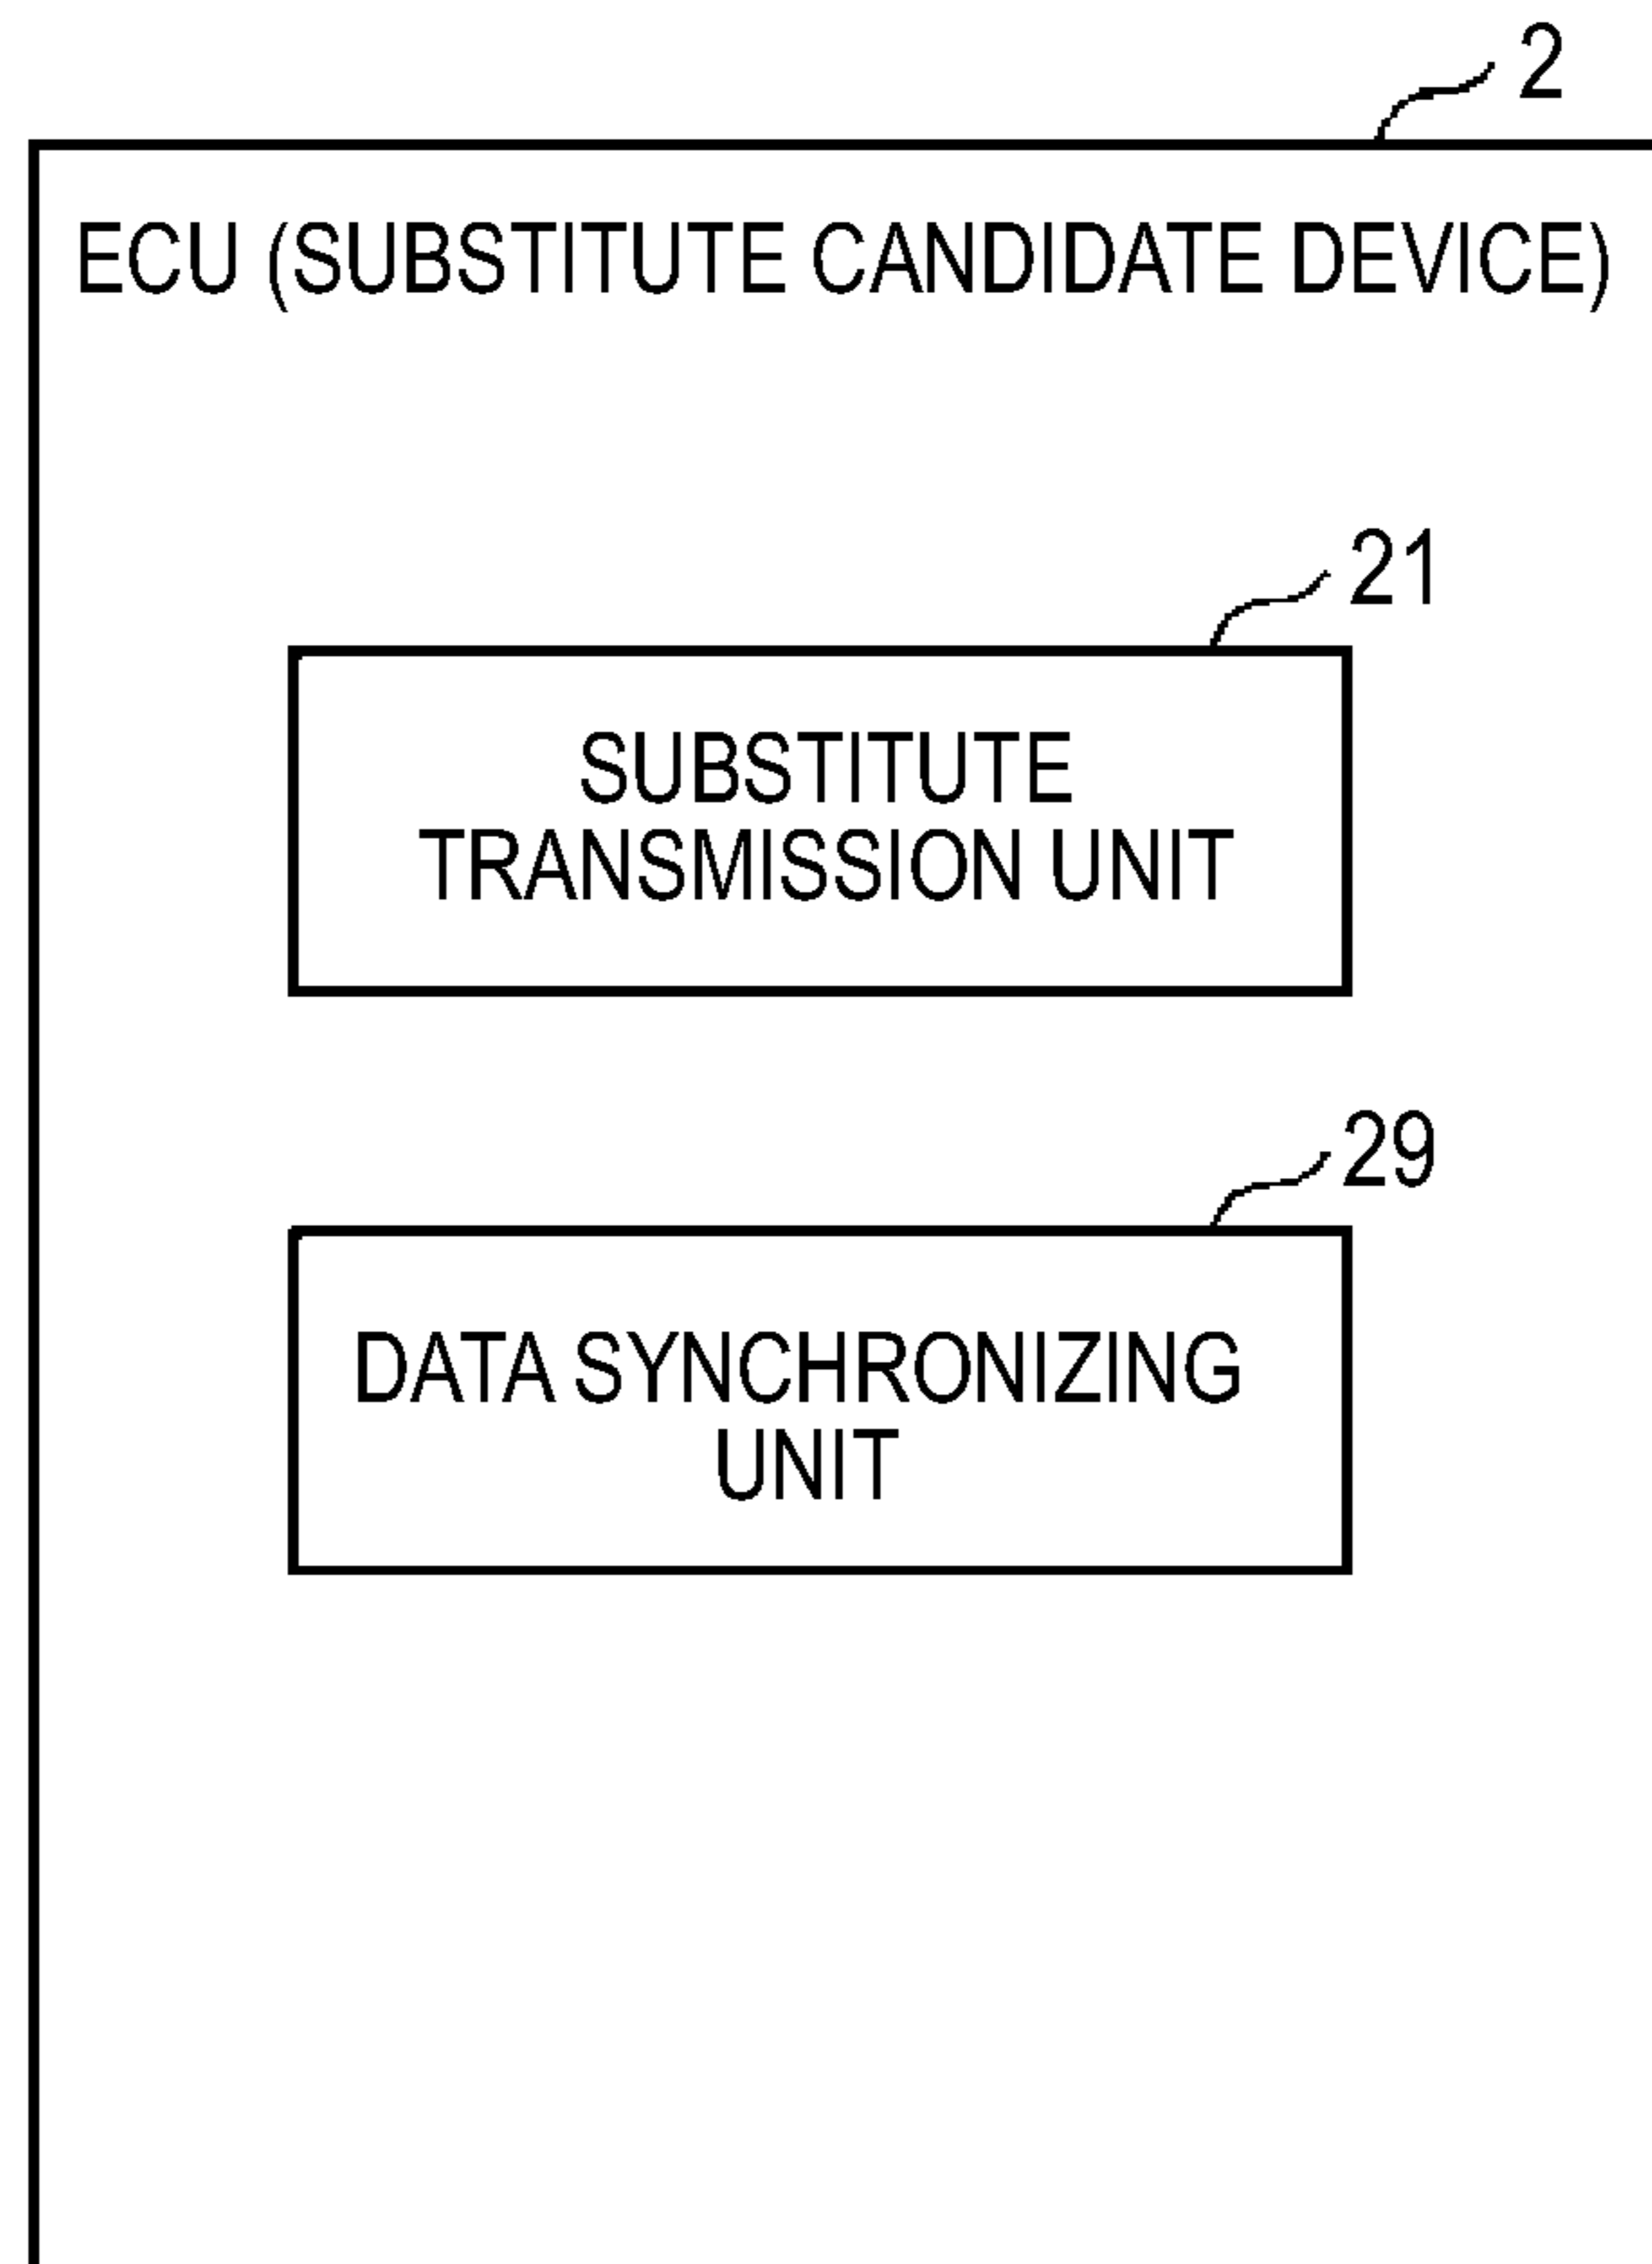 2
ECU (SUBSTITUTE CANDIDATE DEVICE)
21
SUBSTITUTE
TRANSMISSION UNIT
29
DATA SYNCHRONIZING
UNIT